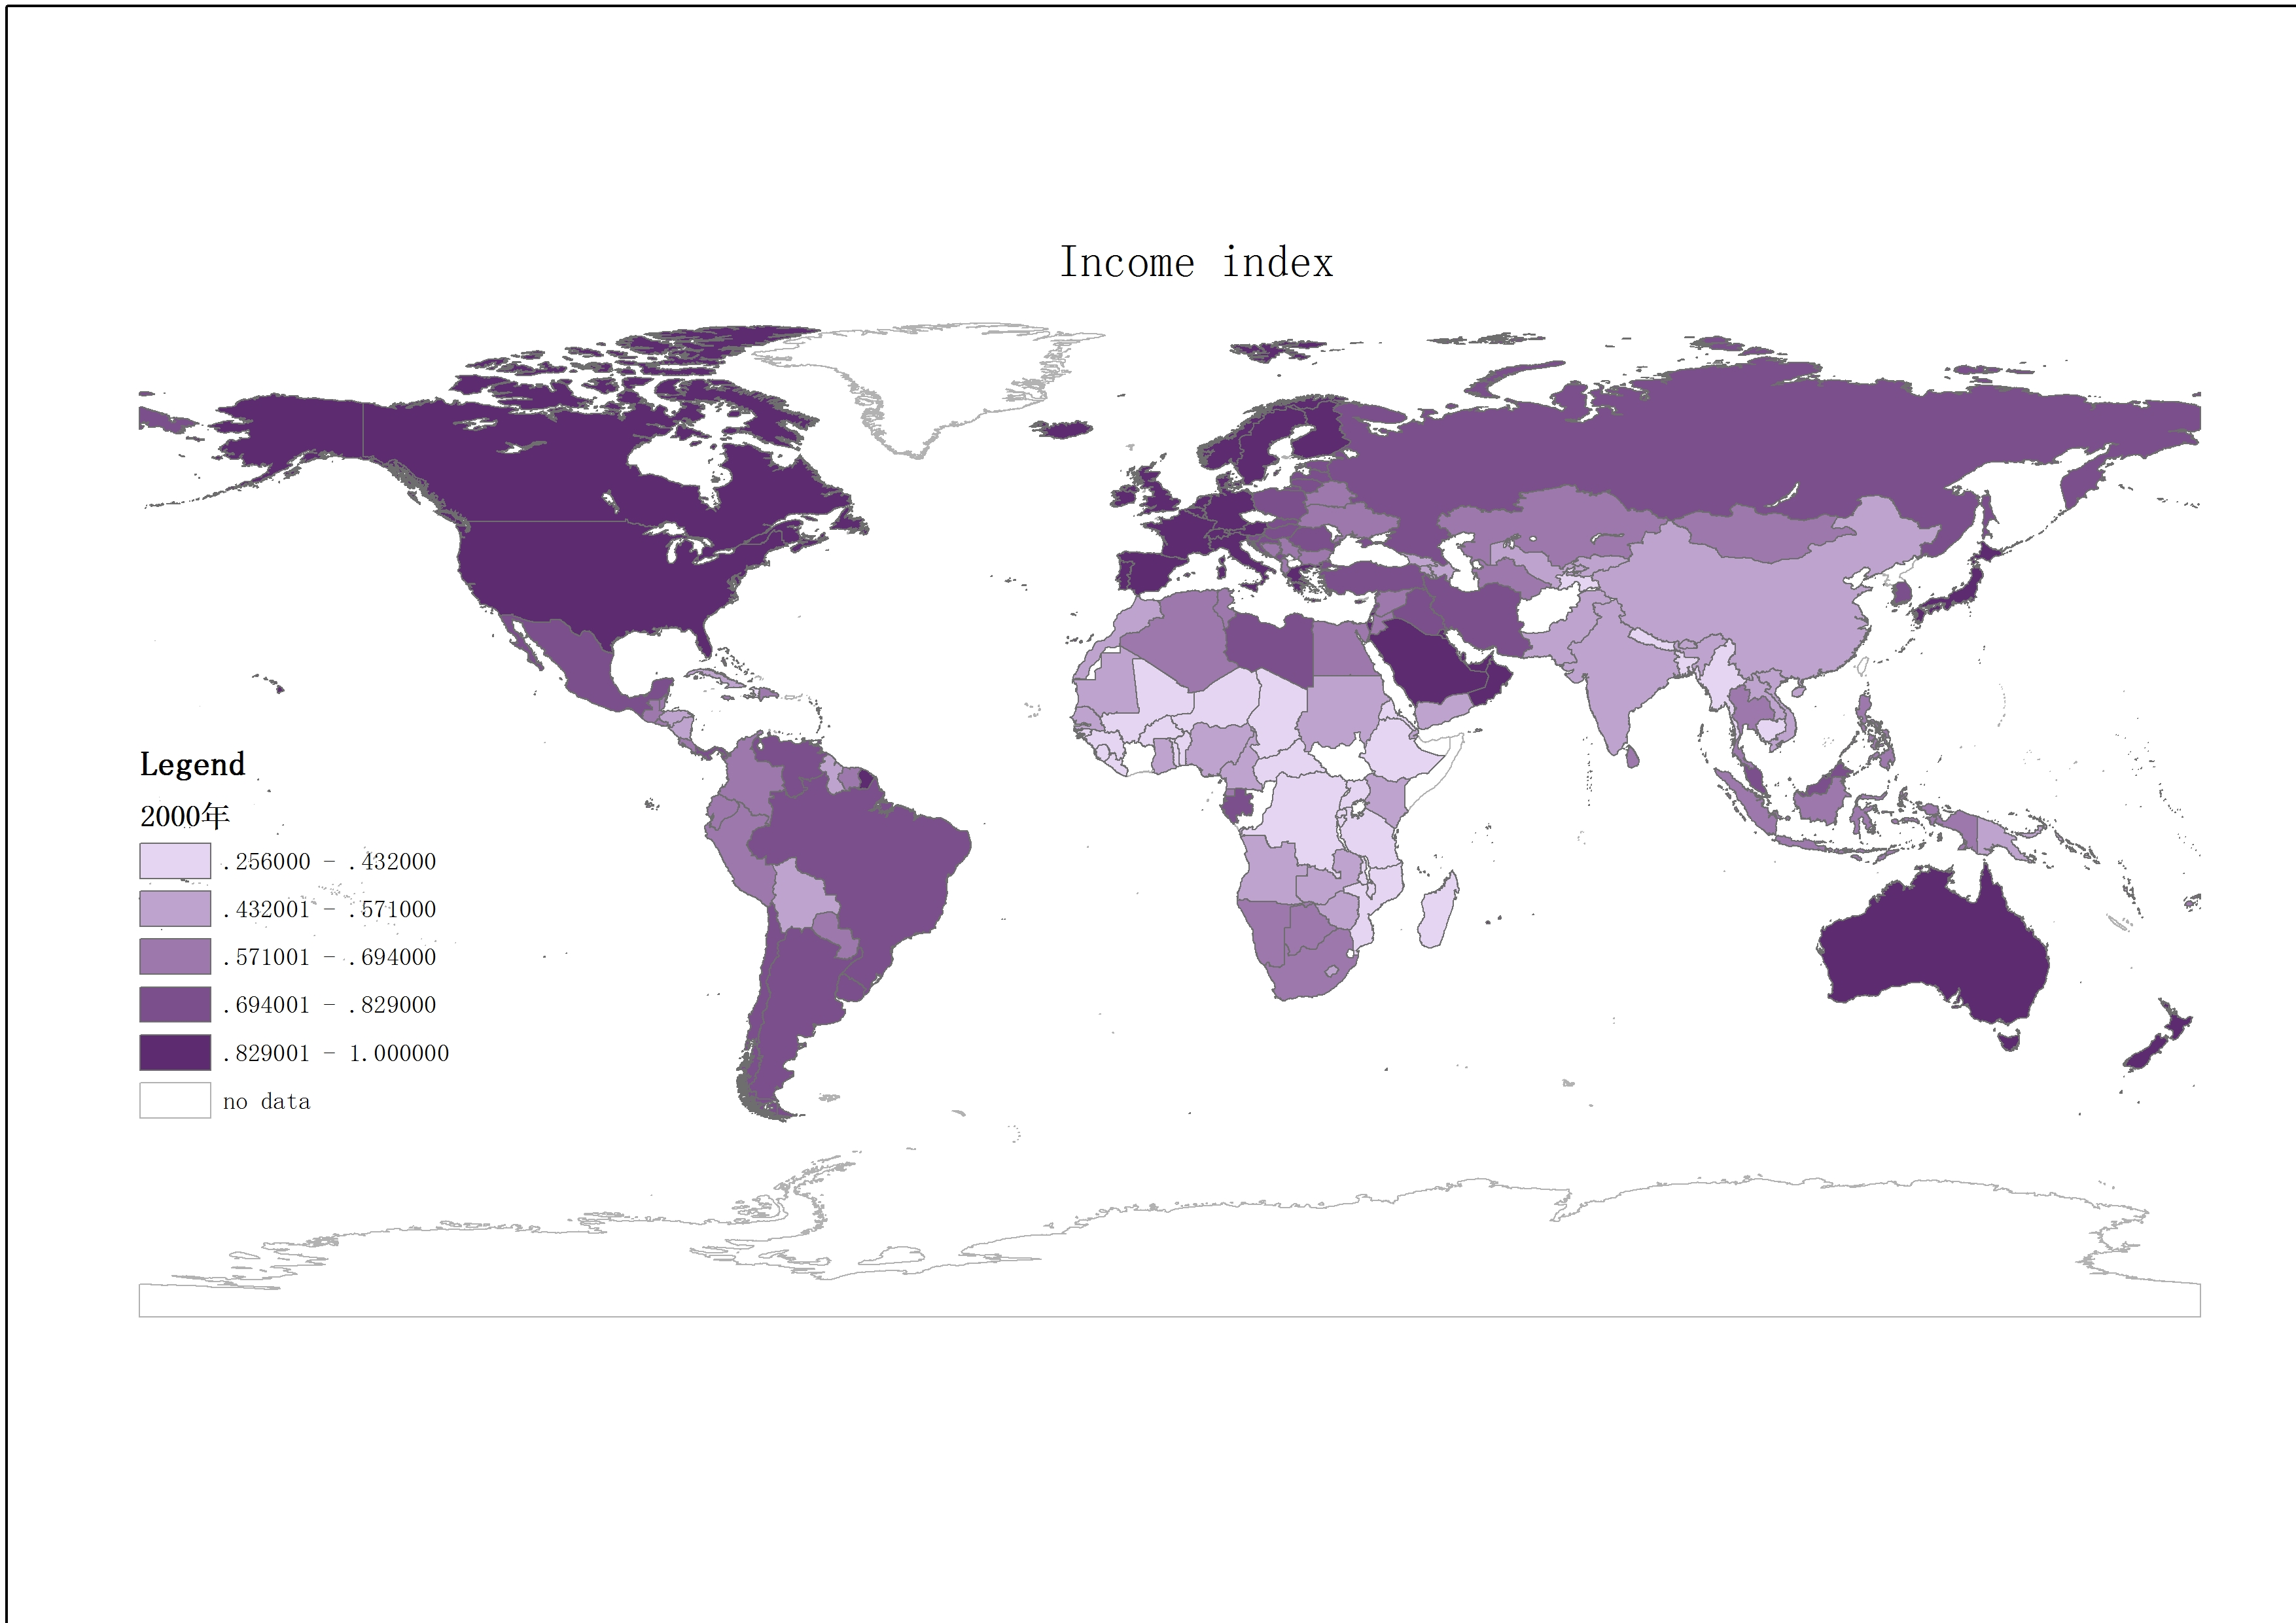 Income index
Legend
2000年
.256000 - .432000
.432001 - .571000
.571001 - .694000
.694001 - .829000
.829001 - 1.000000
no data